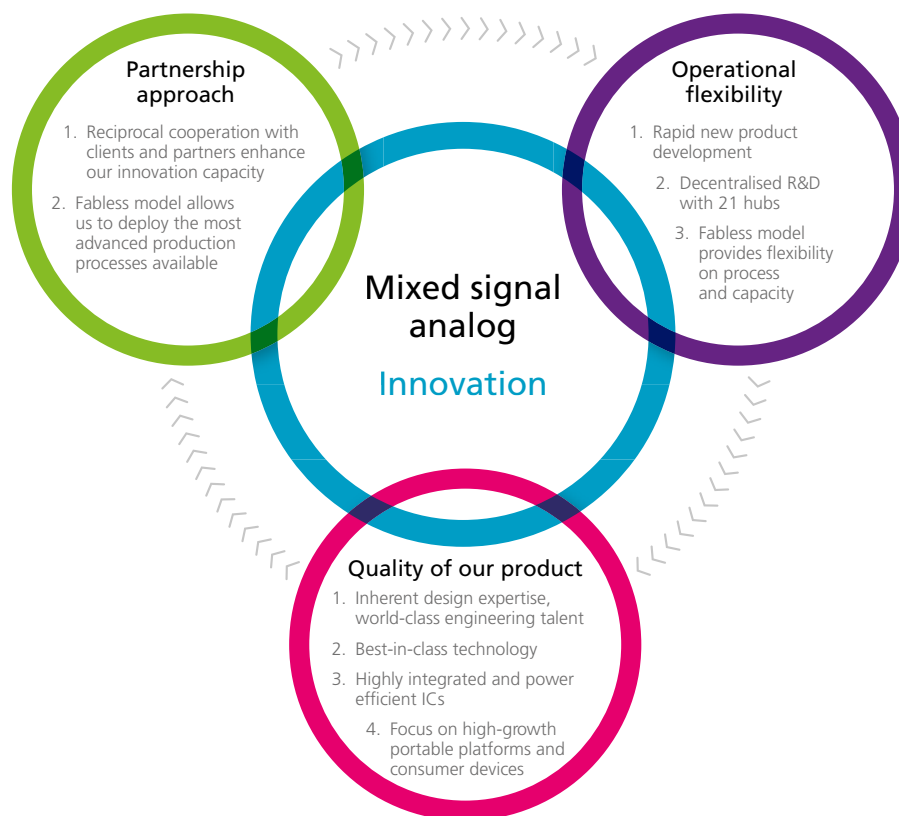 Partnership
approach
1. Reciprocal cooperation with
clients and partners enhance
our innovation capacity
2. Fabless model allows
us to deploy the most
advanced production
processes available
Operational
flexibility
1. Rapid new product
development
2. Decentralised R&D
with 21 hubs
3. Fabless model
provides flexibility
on process
and capacity
Mixed signal
analog
Innovation
Quality of our product
1. Inherent design expertise,
world-class engineering talent
2. Best-in-class technology
3. Highly integrated and power
efficient ICs
4. Focus on high-growth
portable platforms and
consumer devices